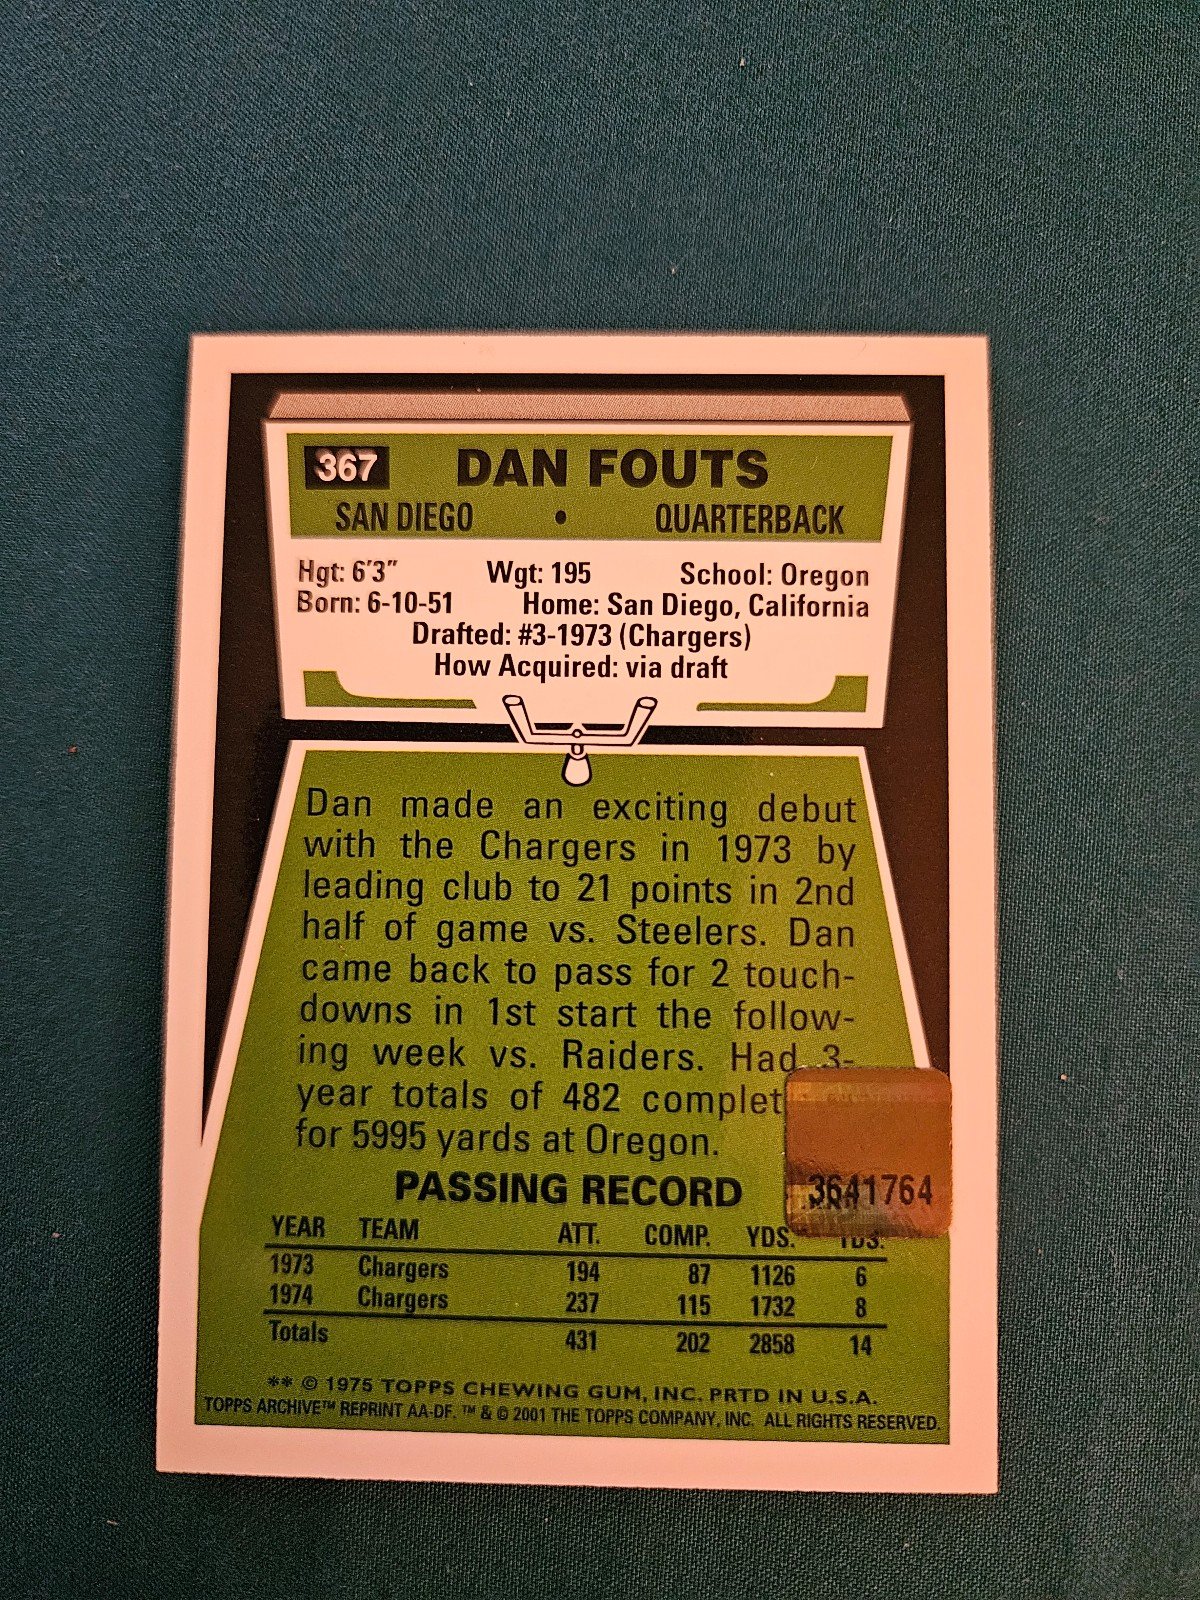 367 DAN FOUTS
SAN DIEGO • QUARTERBACK
Hgt: 6'3" Wgt: 195 School: Oregon
Born: 6-10-51 Home: San Diego, California
Drafted: #3-1973 (Chargers)
How Acquired: via draft
Dan made an exciting debut
with the Chargers in 1973 by
leading club to 21 points in 2nd
half of game vs. Steelers. Dan
came back to pass for 2 touch-
downs in 1st start the follow-
ing week vs. Raiders. Had 3-
year totals of 482 complet
for 5995 yards at Oregon.
3641764
PASSING RECORD
YEAR TEAM ATT. COMP. YDS. TDS.
1973 Chargers 194 87 1126 6
1974 Chargers 237 115 1732 8
Totals 431 202 2858 14
** © 1975 TOPPS CHEWING GUM, INC. PRTD IN U.S.A.
TOPPS ARCHIVE™ REPRINT AA-DF. ™ & © 2001 THE TOPPS COMPANY, INC. ALL RIGHTS RESERVED.